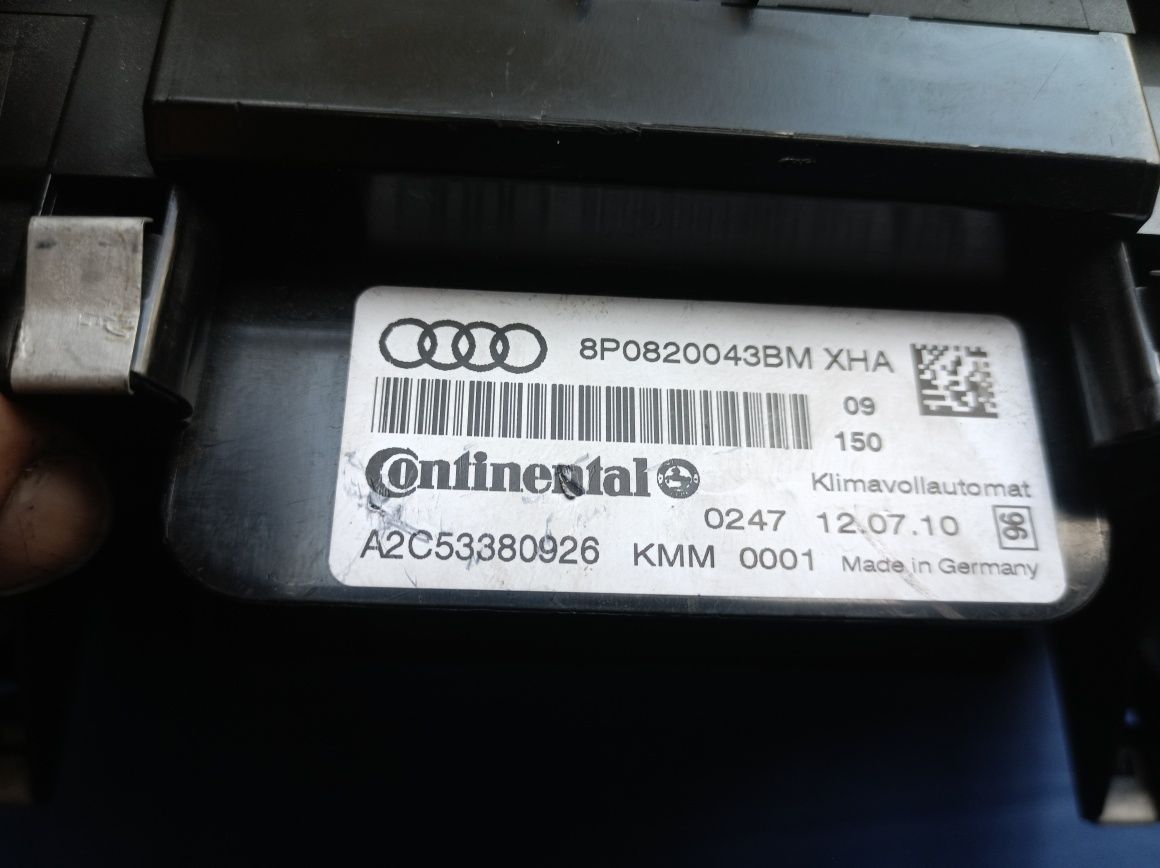 8P0820043BM XHA
09
150
Continental
Klimavollautomat
0247 12.07.10 96
A2C53380926 KMM 0001 Made in Germany